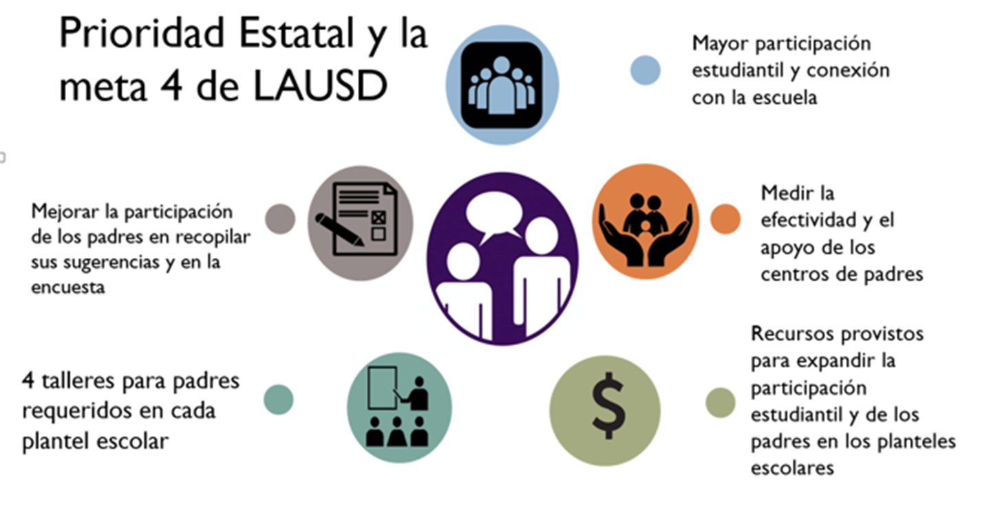 Prioridad Estatal y la
meta 4 de LAUSD
Mayor participación
estudiantil y conexión
con la escuela
Mejorar la participación
de los padres en recopilar
sus sugerencias y en la
encuesta
Medir la
efectividad y el
apoyo de los
centros de padres
4 talleres para padres
requeridos en cada
plantel escolar
$
Recursos provistos
para expandir la
participación
estudiantil y de los
padres en los planteles
escolares